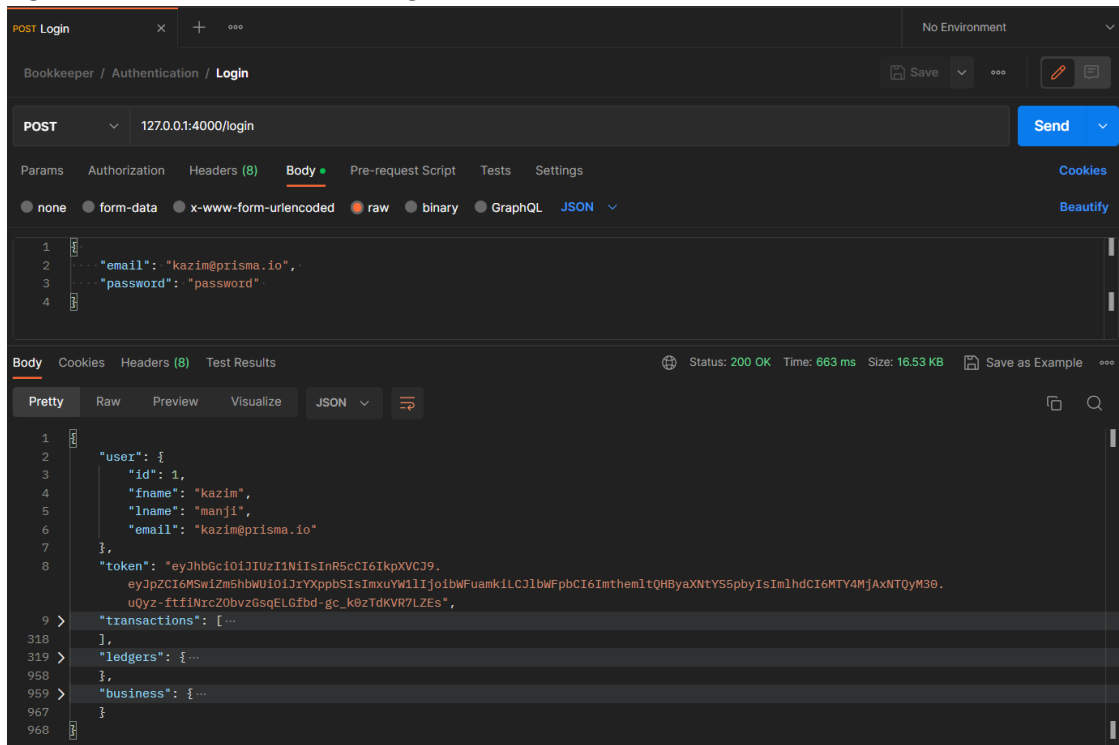 POST Login
No Environment
Bookkeeper / Authentication / Login
Save
POST 127.0.0.1:4000/login Send
Params Authorization Headers (8) Body Pre-request Script Tests Settings Cookies
none form-data x-www-form-urlencoded raw binary GraphQL JSON Beautify
1 {
2 "email": "kazim@prisma.io",
3 "password": "password"
4 }
Body Cookies Headers (8) Test Results Status: 200 OK Time: 663 ms Size: 16.53 KB Save as Example
Pretty Raw Preview Visualize JSON
1 {
2 "user": {
3 "id": 1,
4 "fname": "kazim",
5 "lname": "manji",
6 "email": "kazim@prisma.io"
7 },
8 "token": "eyJhbGciOiJIUzI1NiIsInR5cCI6IkpXVCJ9.
eyJpZCI6MSwiZm5hbWUiOiJrYXppbSIsImxuYW1lIjoibWFuamkiLCJlbWFpbCI6ImthemltQHByaXNtYS5pbyIsImlhdCI6MTY4MjAxNTQyM30.
uQyz-ftfiNrcZObvzGsqELGfbd-gc_k0zTdKVR7LZEs",
9 "transactions": [ ...
318 ],
319 "ledgers": { ...
958 },
959 "business": { ...
967 }
968 }